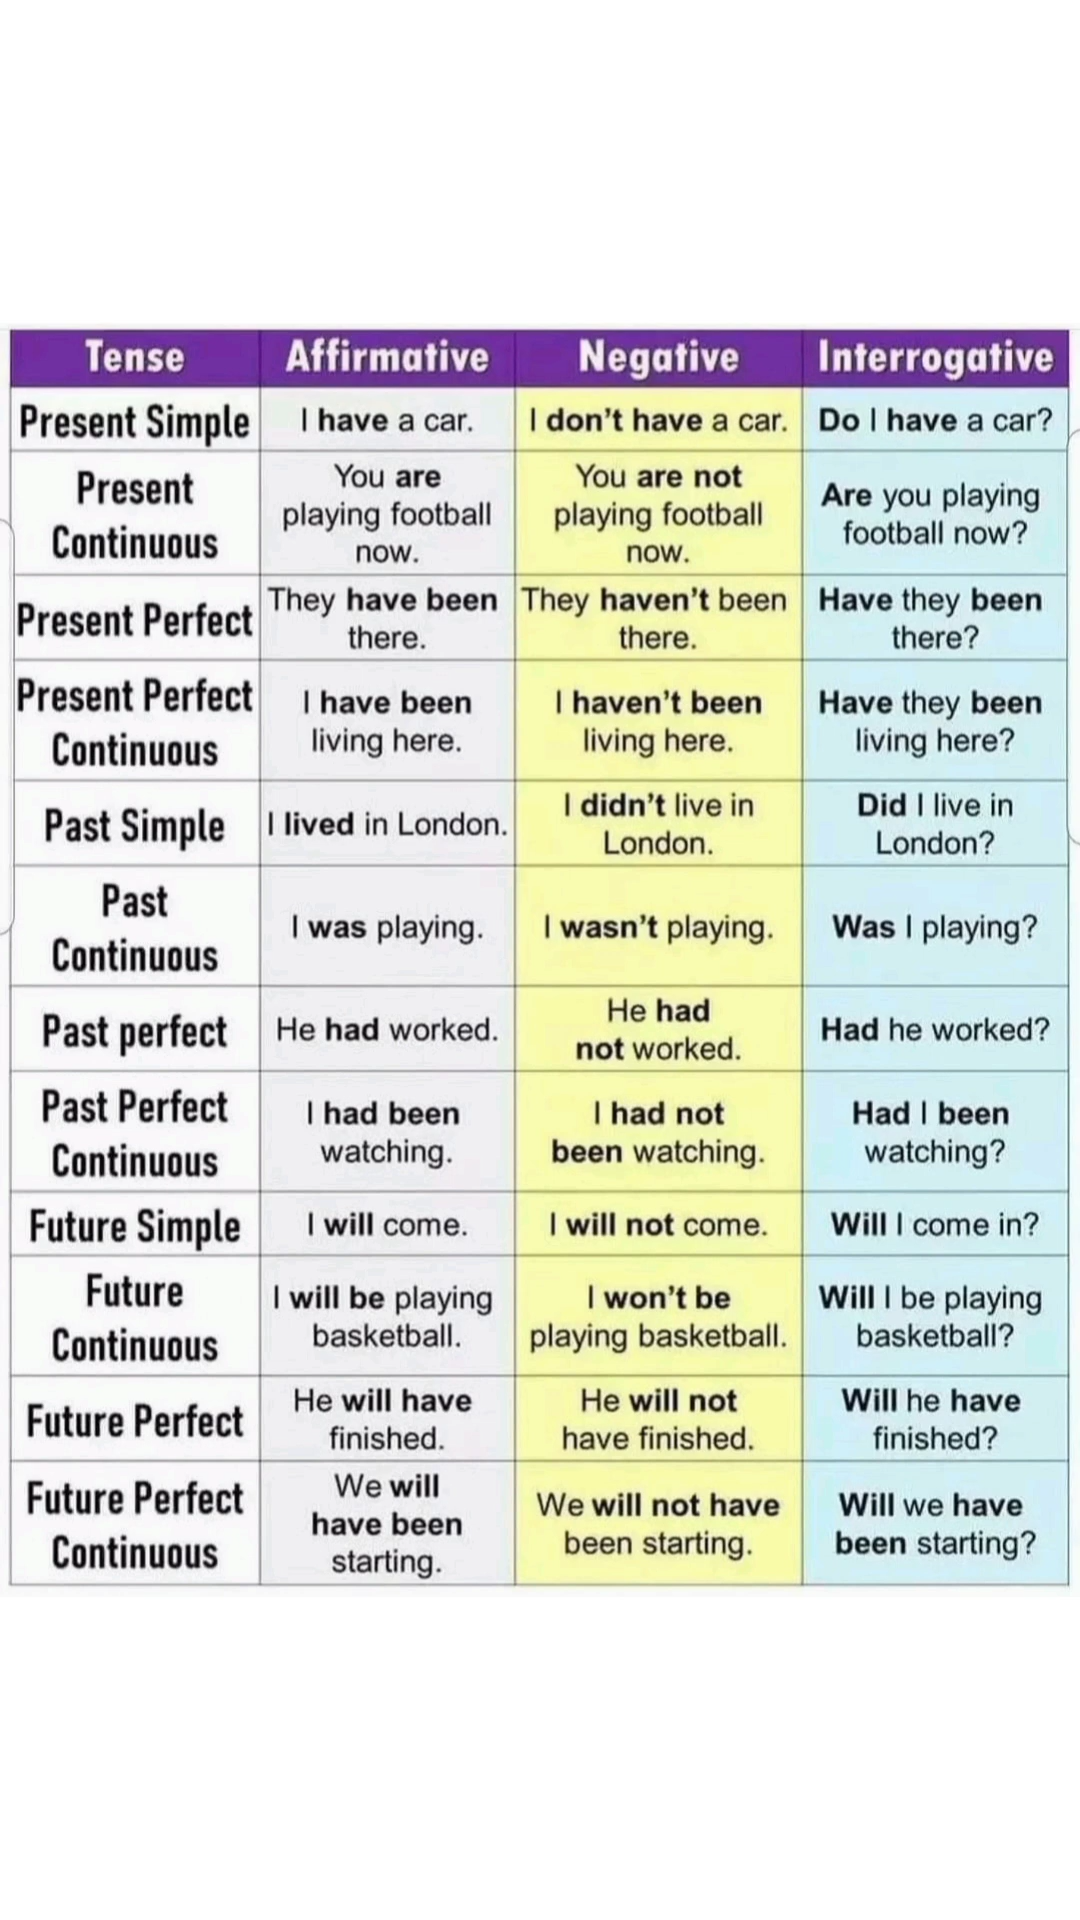 Tense Affirmative Negative Interrogative
Present Simple I have a car. I don't have a car. Do I have a car?
Present
Continuous
You are
playing football
now.
You are not
playing football
now.
Are you playing
football now?
Present Perfect
They have been
there.
They haven't been
there.
Have they been
there?
Present Perfect
Continuous
I have been
living here.
I haven't been
living here.
Have they been
living here?
Past Simple
I lived in London.
I didn't live in
London.
Did I live in
London?
Past
Continuous
I was playing.
I wasn't playing.
Was I playing?
Past perfect
He had worked.
He had
not worked.
Had he worked?
Past Perfect
Continuous
I had been
watching.
I had not
been watching.
Had I been
watching?
Future Simple
I will come.
I will not come.
Will I come in?
Future
Continuous
I will be playing
basketball.
I won't be
playing basketball.
Will I be playing
basketball?
Future Perfect
He will have
finished.
He will not
have finished.
Will he have
finished?
Future Perfect
Continuous
We will
have been
starting.
We will not have
been starting.
Will we have
been starting?